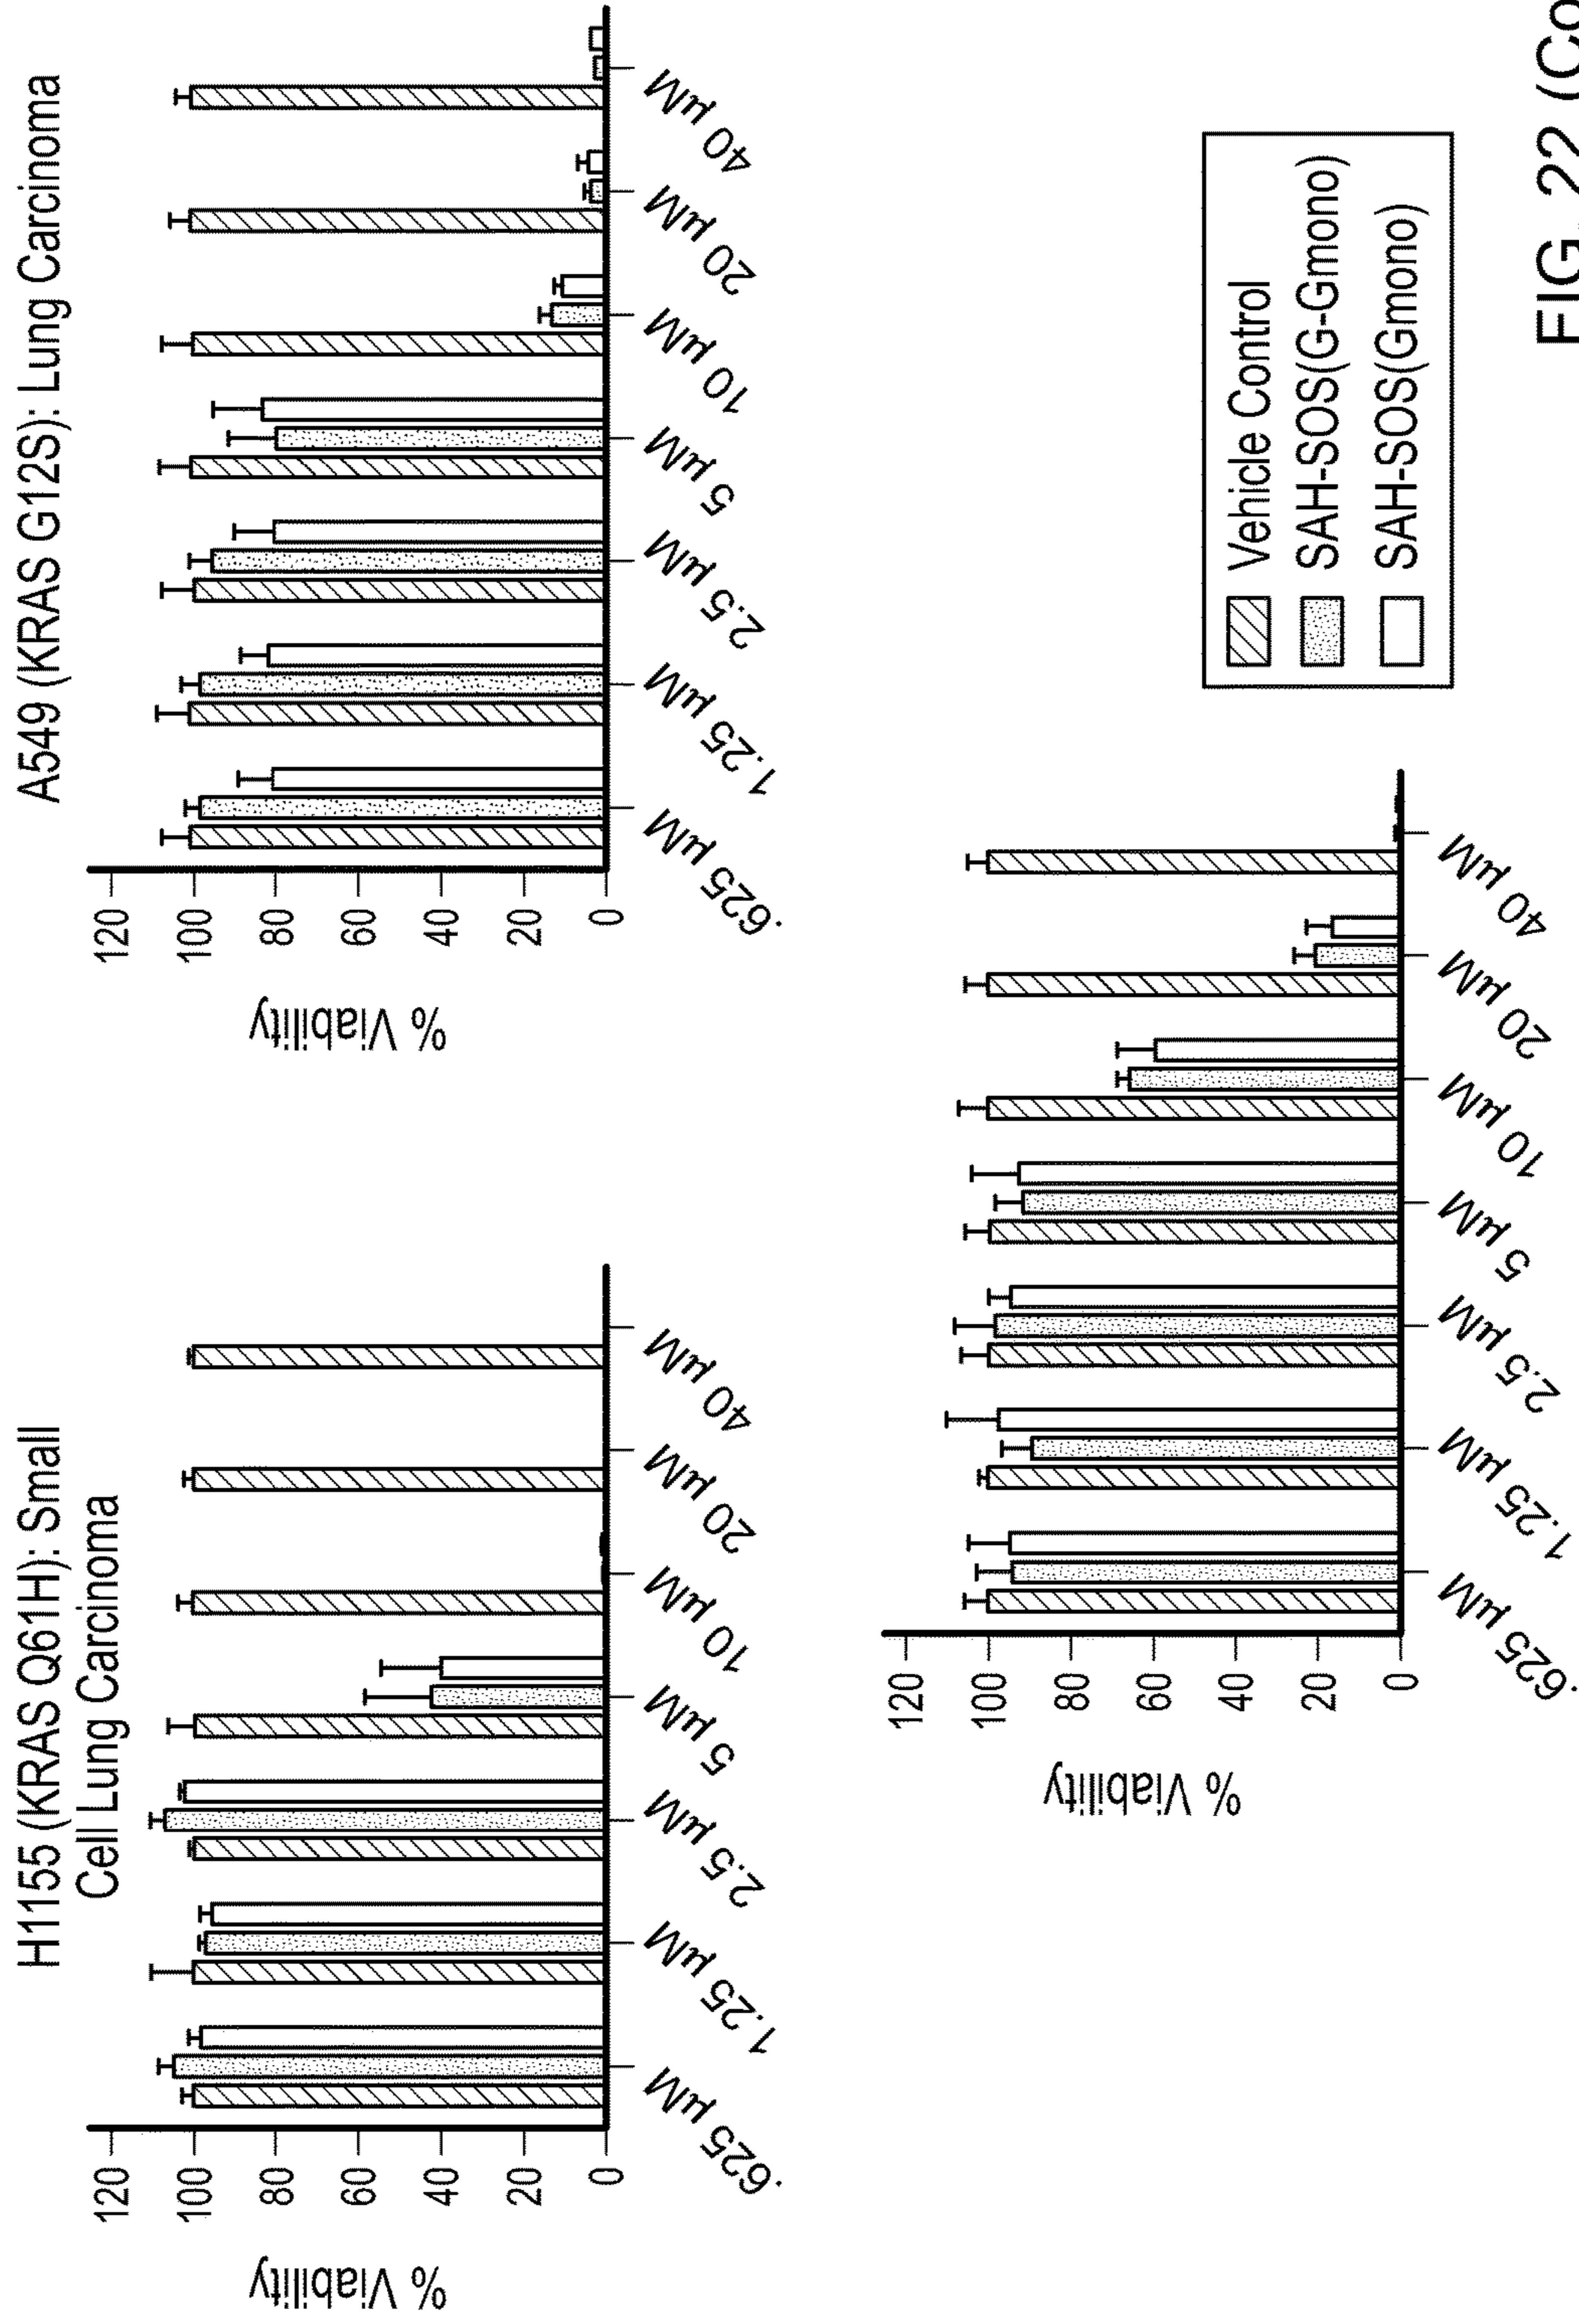 H1155 (KRAS Q61H): Small
Cell Lung Carcinoma
% Viability
120
100
80
60
40
20
0
.625 µM
1.25 µM
2.5 µM
5 µM
10 µM
20 µM
40 µM
A549 (KRAS G12S): Lung Carcinoma
% Viability
120
100
80
60
40
20
0
.625 µM
1.25 µM
2.5 µM
5 µM
10 µM
20 µM
40 µM
% Viability
120
100
80
60
40
20
0
.625 µM
1.25 µM
2.5 µM
5 µM
10 µM
20 µM
40 µM
Vehicle Control
SAH-SOS(G-Gmono)
SAH-SOS(Gmono)
FIG. 22 (Co